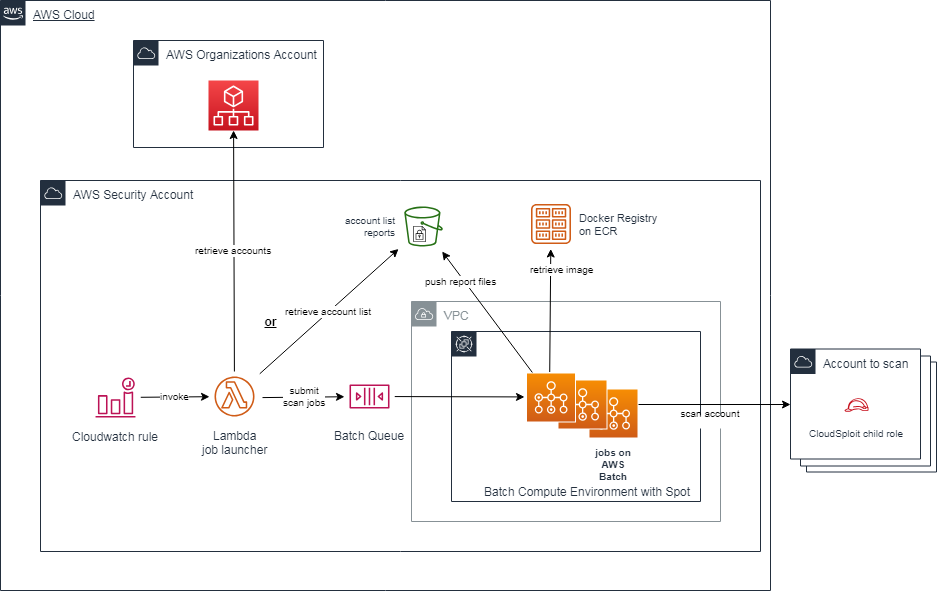 aws
AWS Cloud
AWS Organizations Account
AWS Security Account
account list
reports
Docker Registry
on ECR
retrieve accounts
retrieve image
push report files
retrieve account list
or
VPC
Account to scan
submit
scan jobs
invoke
scan account
CloudSploit child role
Cloudwatch rule
Lambda
job launcher
Batch Queue
jobs on
AWS
Batch
Batch Compute Environment with Spot